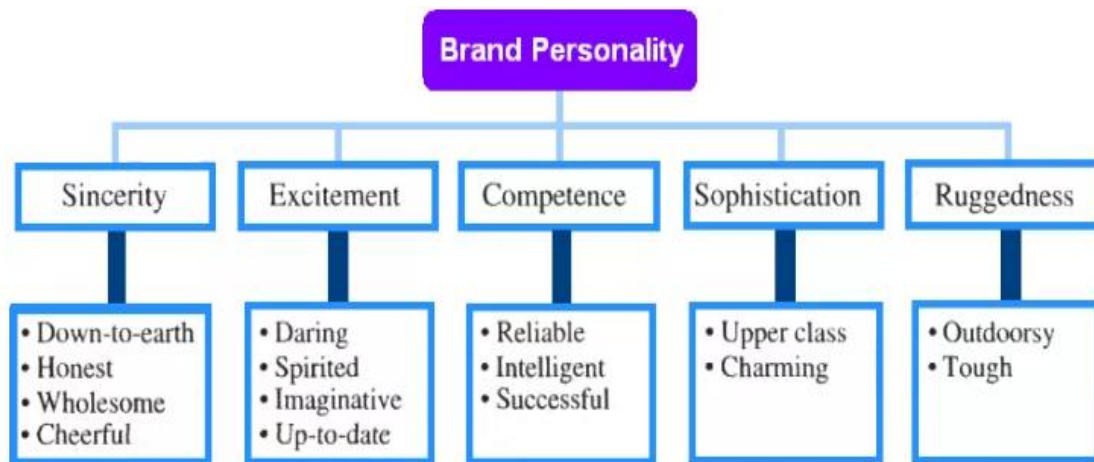 Brand Personality
Sincerity
Excitement
Competence
Sophistication
Ruggedness
• Down-to-earth
• Honest
• Wholesome
• Cheerful
• Daring
• Spirited
• Imaginative
• Up-to-date
• Reliable
• Intelligent
• Successful
• Upper class
• Charming
• Outdoorsy
• Tough